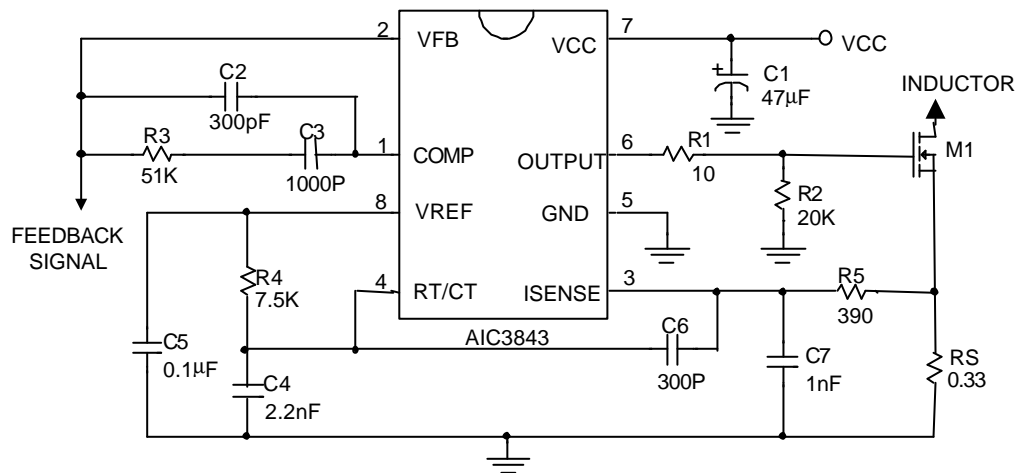 2
VFB
VCC
7
VCC
C2
300pF
C1
47µF
+
INDUCTOR
R3
51K
C3
1000P
1
COMP
OUTPUT
6
R1
10
M1
R2
20K
8
VREF
GND
5
FEEDBACK
SIGNAL
R4
7.5K
4
RT/CT
ISENSE
3
R5
390
AIC3843
C5
0.1µF
C6
300P
C7
1nF
RS
0.33
C4
2.2nF